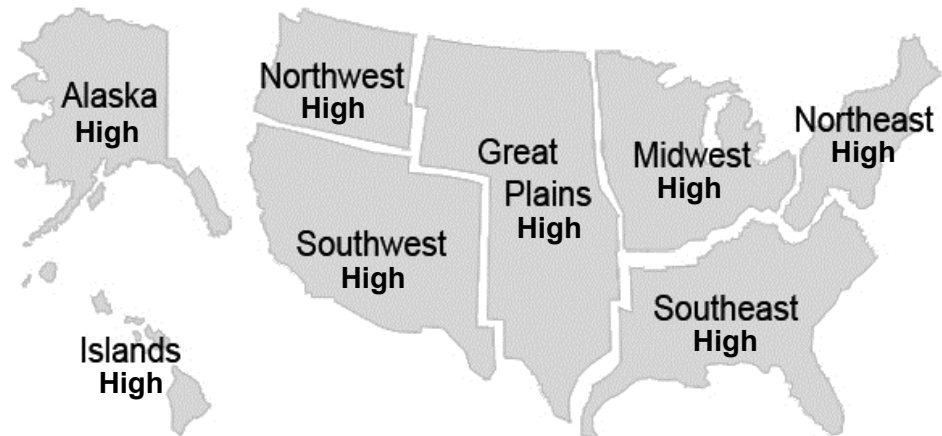 Alaska
High
Northwest
High
Great
Plains
High
Midwest
High
Northeast
High
Southwest
High
Southeast
High
Islands
High